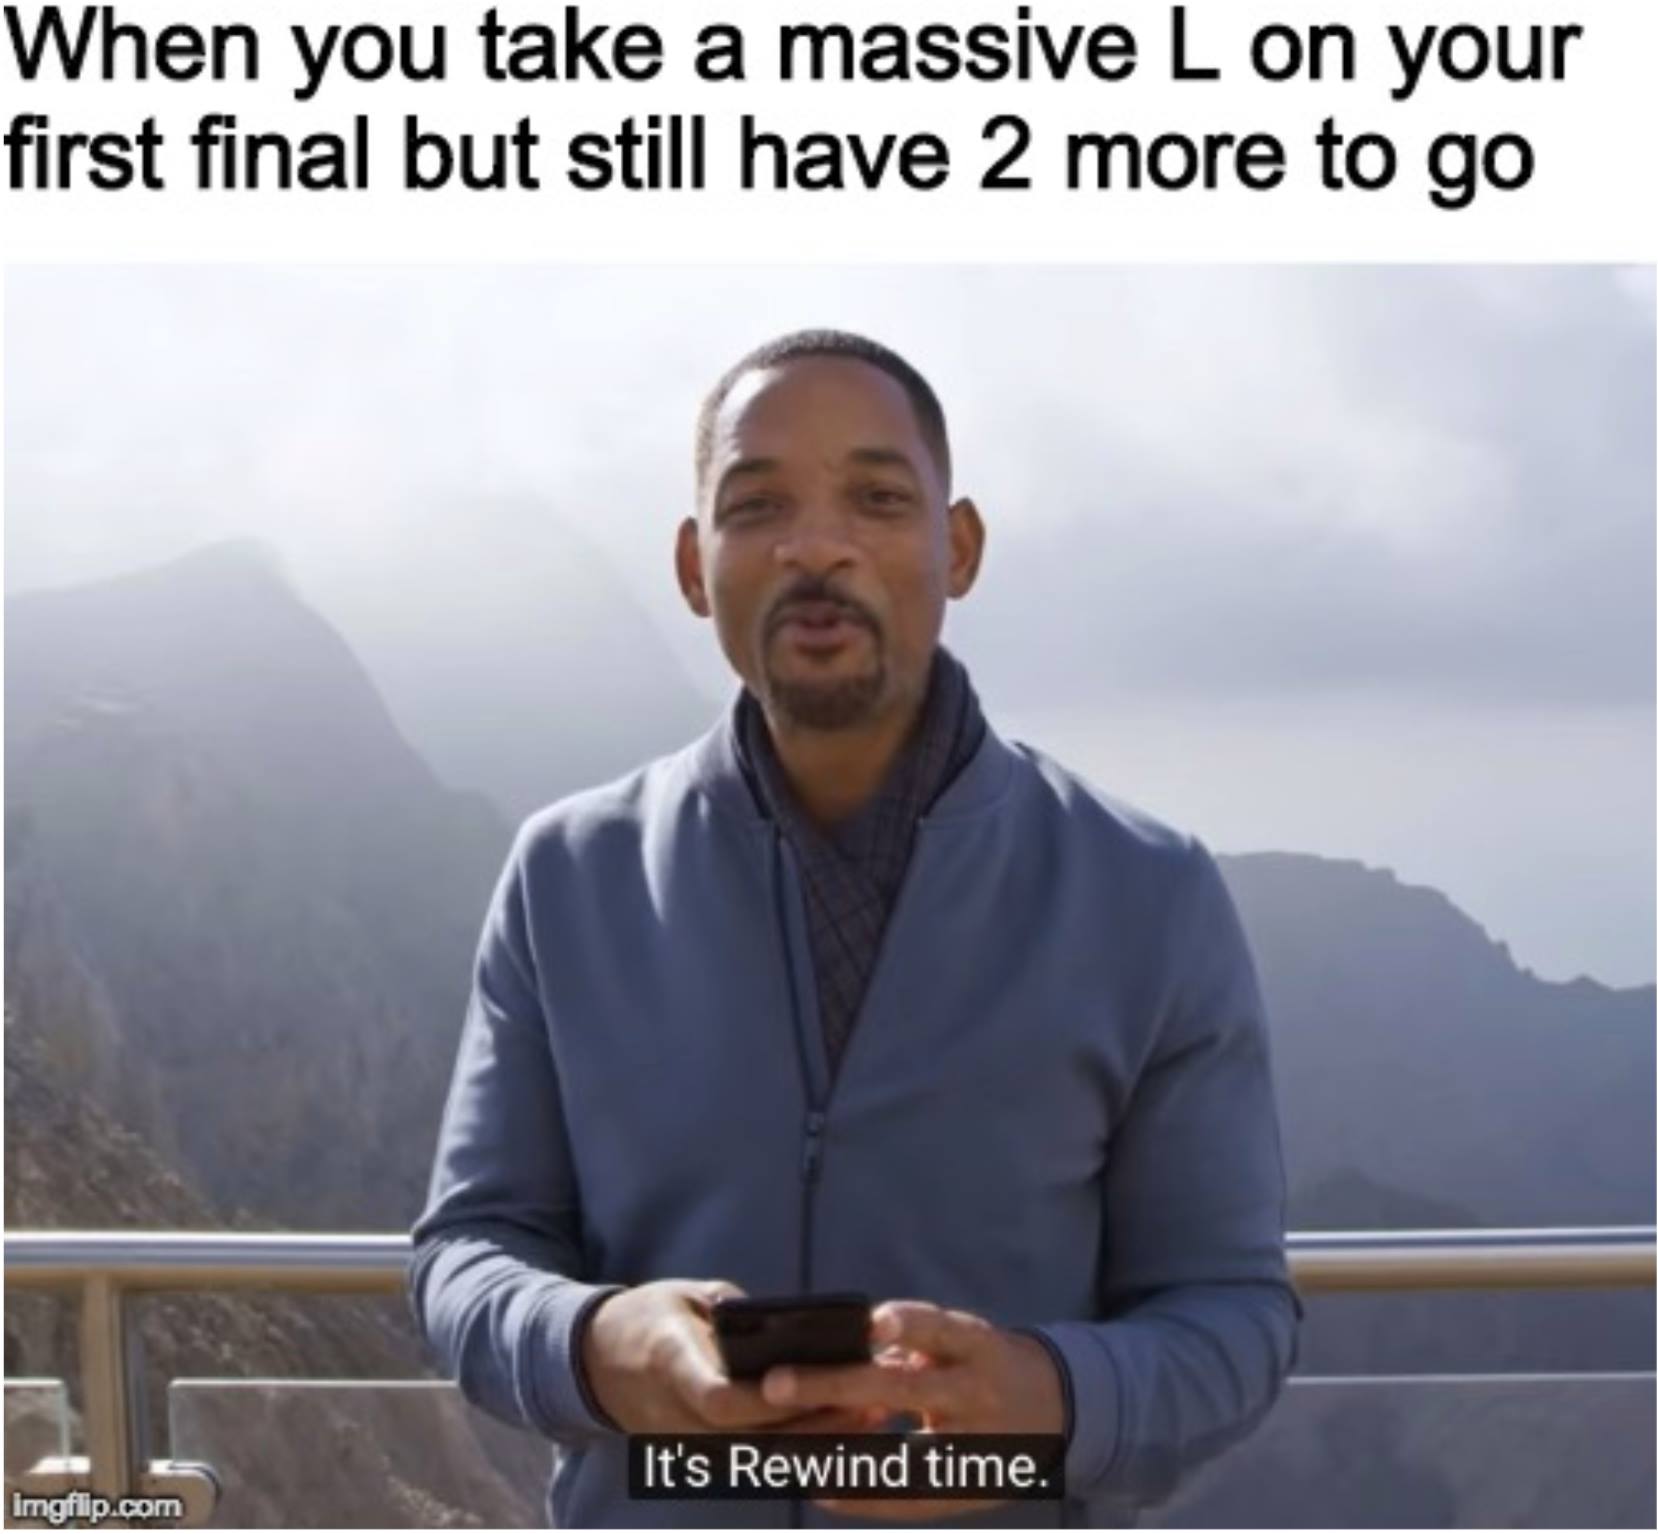 When you take a massive L on your
first final but still have 2 more to go
It's Rewind time.
imgflip.com